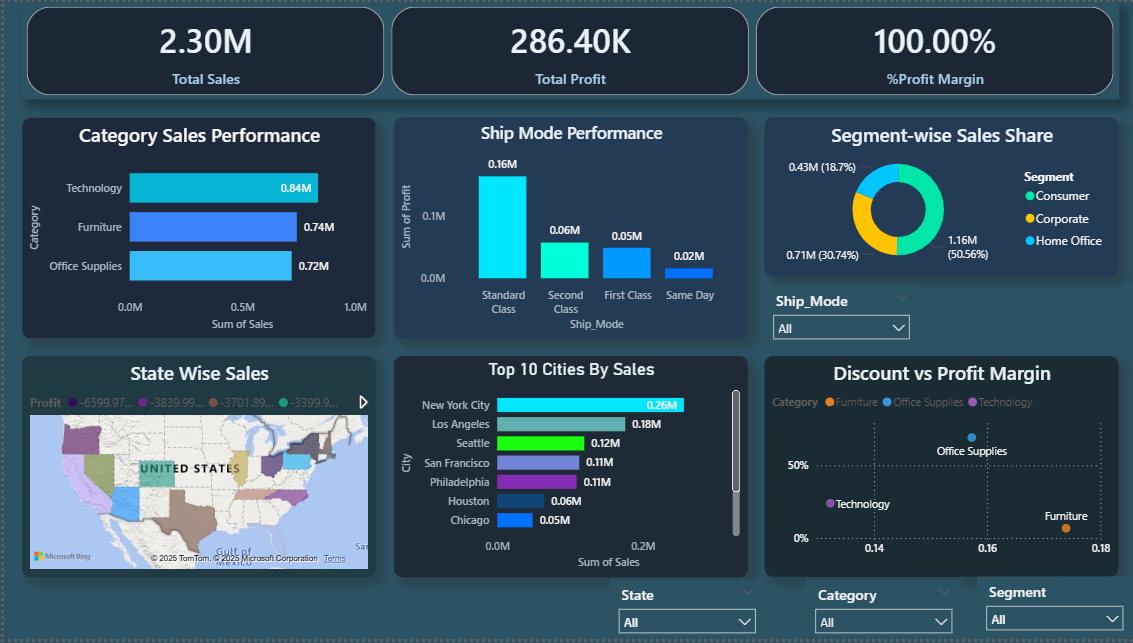 2.30M
Total Sales
286.40K
Total Profit
100.00%
%Profit Margin
Category Sales Performance
Category
Technology
0.84M
Furniture
0.74M
Office Supplies
0.72M
0.0M
0.5M
1.0M
Sum of Sales
Ship Mode Performance
Sum of Profit
0.1M
0.0M
0.16M
0.06M
0.05M
0.02M
Standard
Class
Second
Class
First Class
Same Day
Ship_Mode
Segment-wise Sales Share
0.43M (18.7%)
0.71M (30.74%)
1.16M
(50.56%)
Segment
Consumer
Corporate
Home Office
Ship_Mode
All
State Wise Sales
Profit
-6599.97...
-3839.99...
-3701.89...
-3399.9...
UNITED STATES
Gulf of
Mexico
Sar
Microsoft Bing
© 2025 TomTom, © 2025 Microsoft Corporation Terms
Top 10 Cities By Sales
City
New York City
0.26M
Los Angeles
0.18M
Seattle
0.12M
San Francisco
0.11M
Philadelphia
0.11M
Houston
0.06M
Chicago
0.05M
0.0M
0.2M
Sum of Sales
Discount vs Profit Margin
Category
Furniture
Office Supplies
Technology
50%
0%
Office Supplies
Technology
Furniture
0.14
0.16
0.18
State
All
Category
All
Segment
All